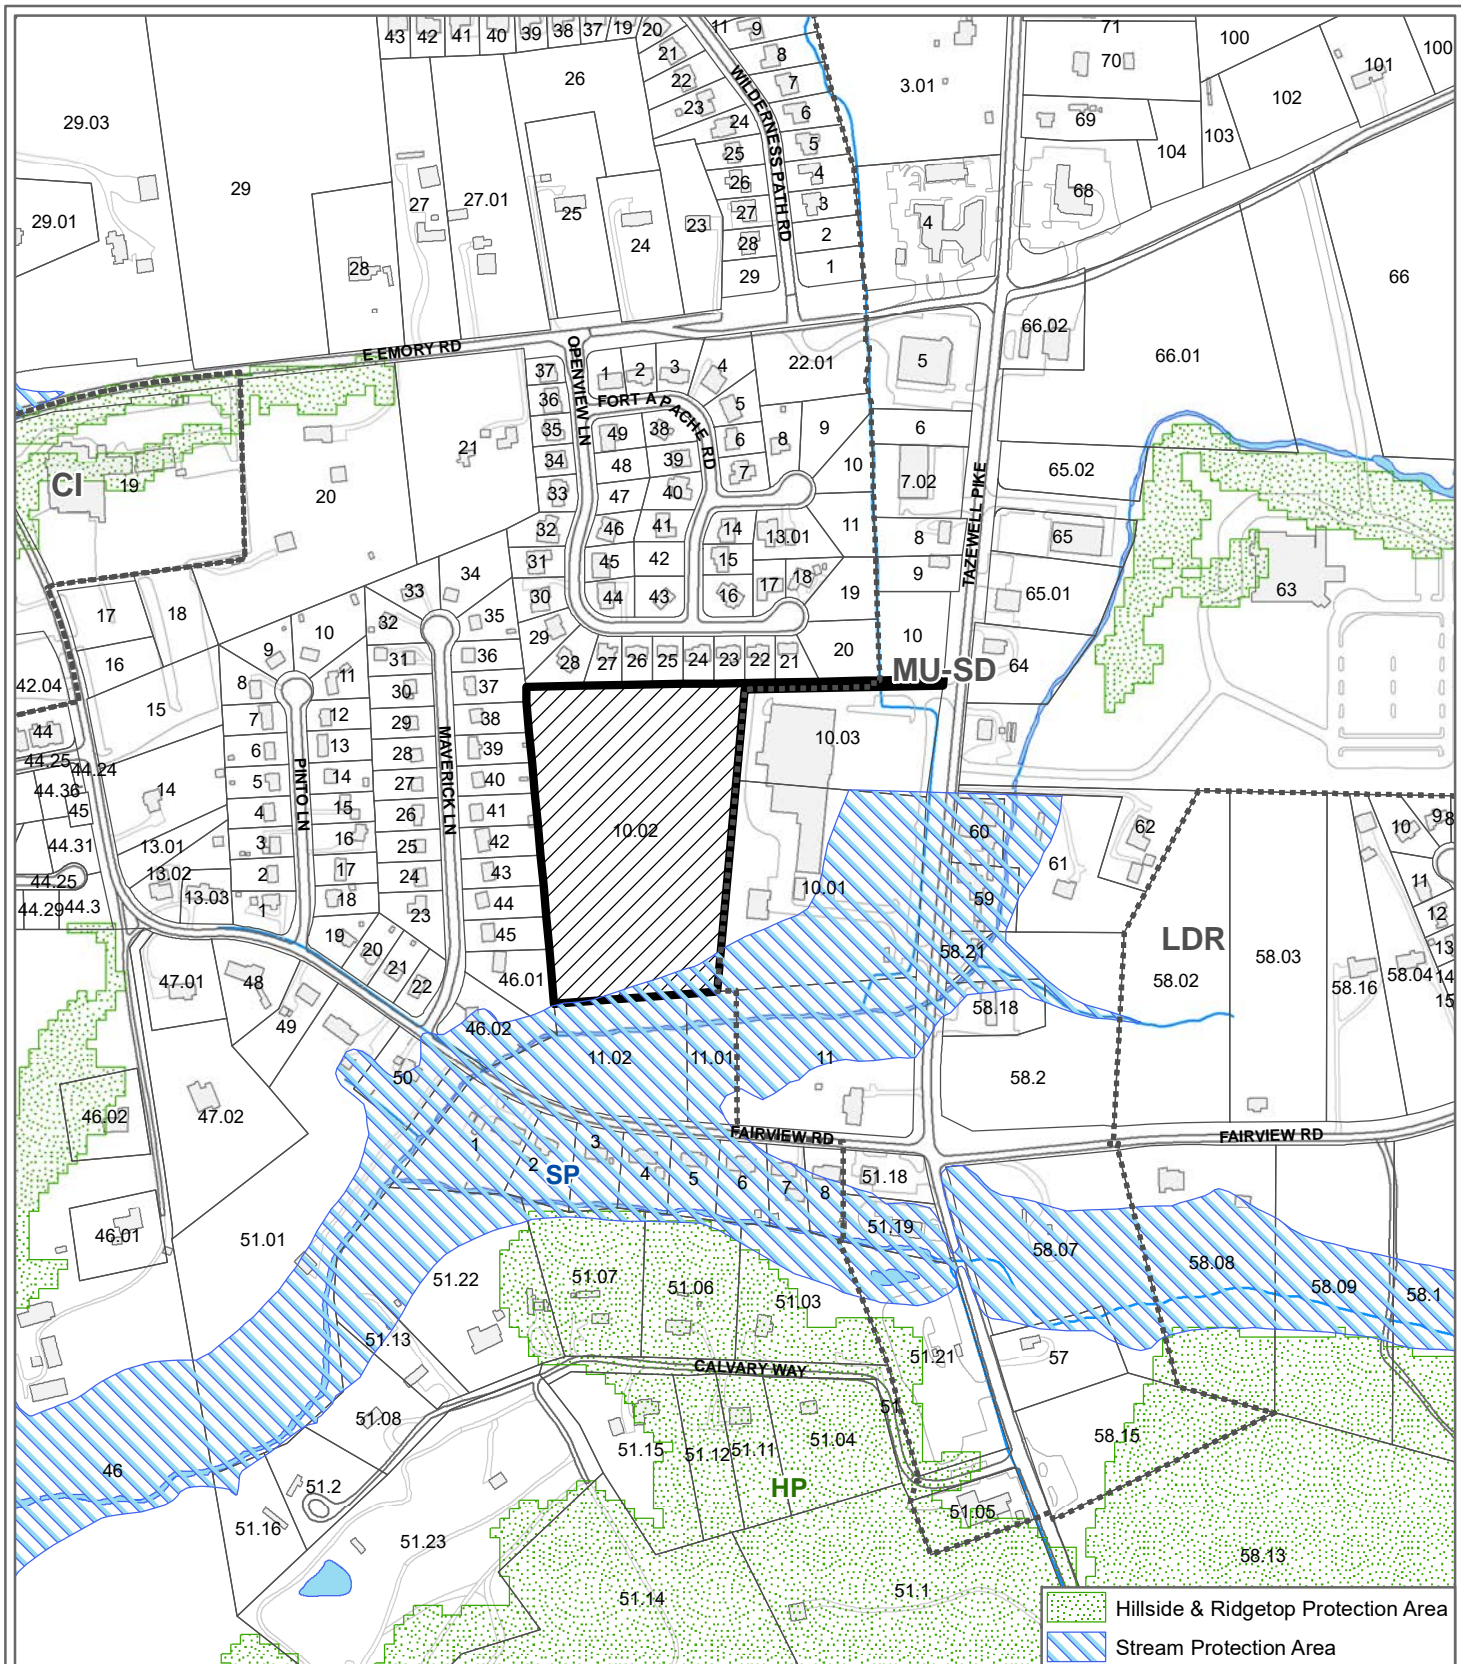 43 42 41 40 39 38 37 19 20 11 9 71 100 100
21 8 70 101
26 22 7 3.01 102
29.03 23 6 69
24 5 104 103
25 4 68
29 27 27.01 26 3
29.01 25 24 23 27 2 4
28 28 1
29 66
WILDERNESS PATH RD
E EMORY RD
OPENVIEW LN
66.02 66.01
37 1 2 3 4 22.01 5
36 FORT APACHE RD 5
35 49 38 6 8 9 6
21 34 48 39 7 10 65.02
CI 19 20 33 47 40 7.02
32 46 41 14 13.01 11 8 65
31 45 42 15 9
TAZEWELL PIKE
34 33 30 44 43 16 17 18 19 65.01 63
17 18 32 35 29 10
16 9 10 31 36 28 27 26 25 24 23 22 21 20 64
42.04 8 11 30 37 MU-SD
15 7 12 29 38
44 6 13 28 39 10.03
44.25 44.24 5 14 27 40
44.36 14 4 15 26 41 10.02
45 PINTO LN MAVERICK LN
44.31 13.01 3 16 25 42 60 62 10 9 8
44.25 13.02 2 17 24 43 10.01 61 11
44.29 44.3 13.03 1 18 23 44 59 12
19 20 45 58.21 LDR 58.03 13
47.01 48 21 22 46.01 58.02 58.16 58.04 14
49 46.02 58.18 15
50 11.02 11.01 11 58.2
46.02 47.02
FAIRVIEW RD FAIRVIEW RD
1 2 3 4 5 6 7 8 51.18
SP
46.01 51.01 51.19 58.07 58.08
51.22 51.07 51.06 51.03 58.09 58.1
51.13 51.21 57
CALVARY WAY
51.08 51.15 51.12 51.11 51.04 51 58.15
46 51.2 HP 51.05
51.16 51.23
51.14 51.1 58.13
Hillside & Ridgetop Protection Area
Stream Protection Area